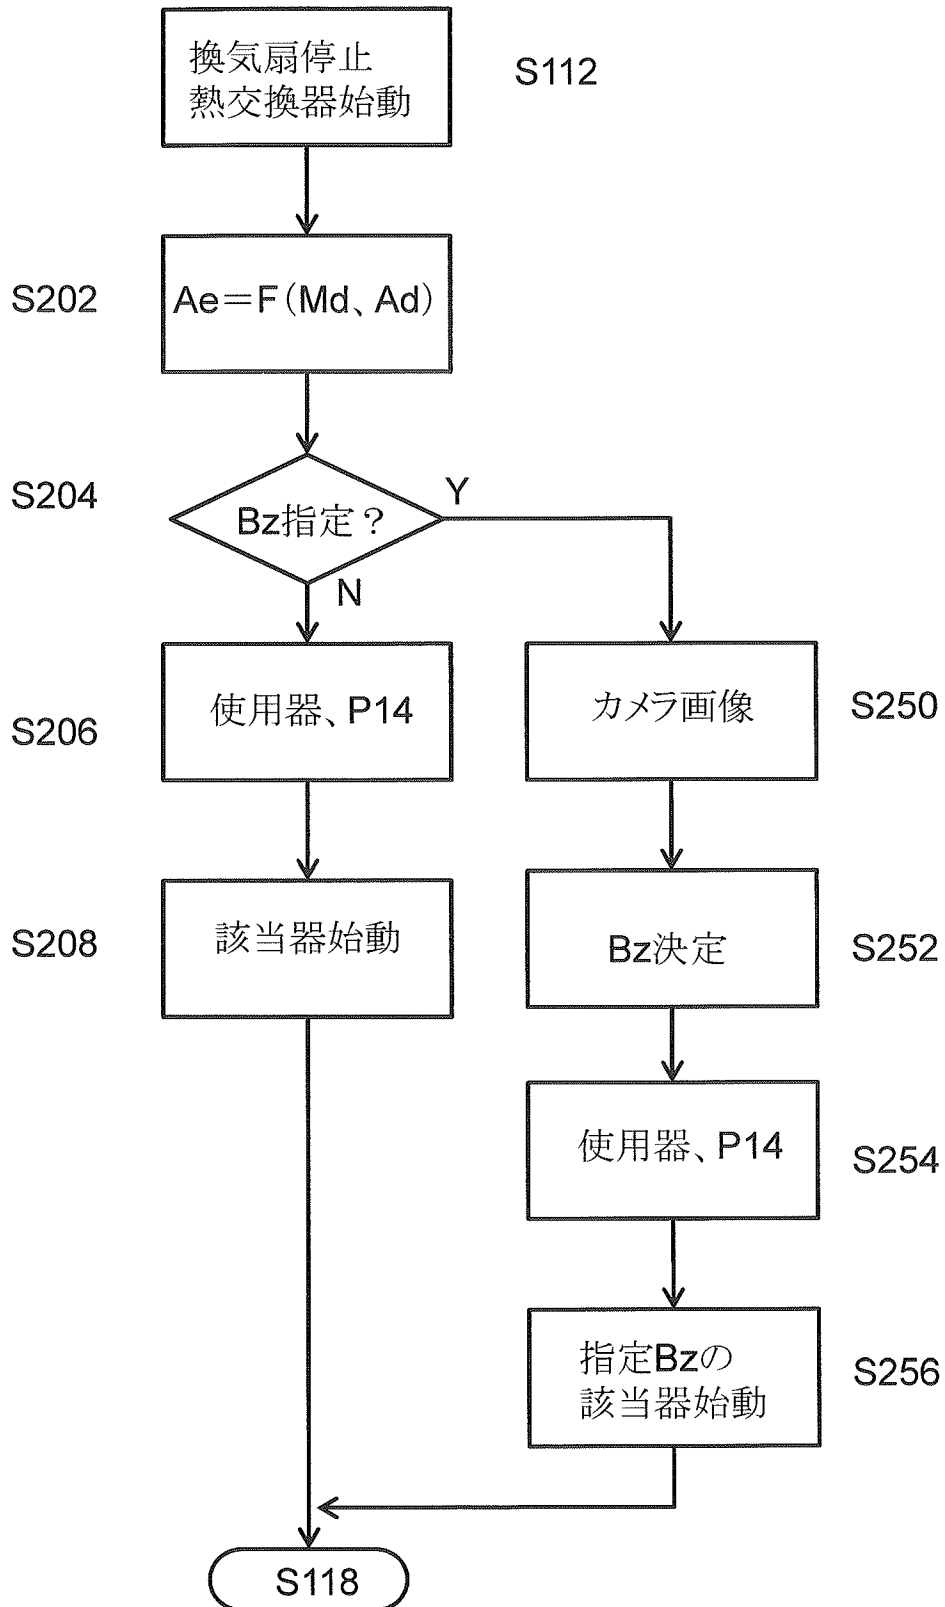 換気扇停止
熱交換器始動
S112
S202
Ae=F(Md、Ad)
S204
Bz指定?
Y
N
S206
使用器、P14
カメラ画像
S250
S208
該当器始動
Bz決定
S252
使用器、P14
S254
指定Bzの
該当器始動
S256
S118